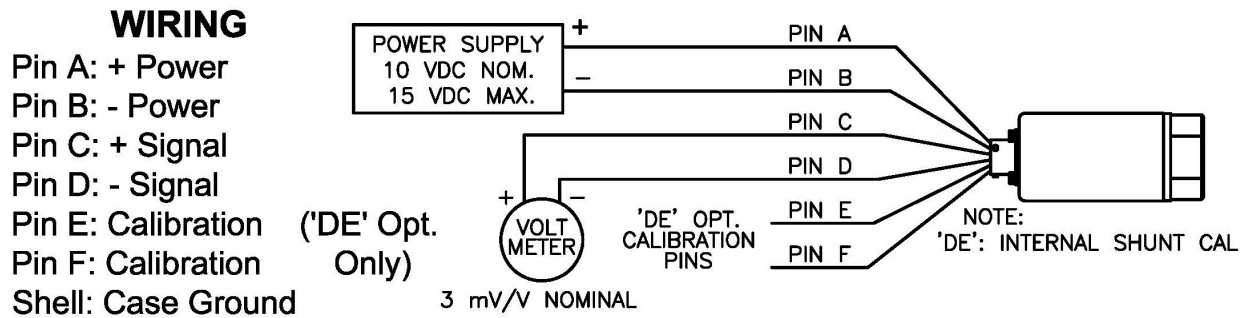 WIRING
Pin A: + Power
Pin B: - Power
Pin C: + Signal
Pin D: - Signal
Pin E: Calibration ('DE' Opt.
Pin F: Calibration Only)
Shell: Case Ground
POWER SUPPLY
10 VDC NOM.
15 VDC MAX.
+
−
PIN A
PIN B
PIN C
PIN D
PIN E
PIN F
+ −
VOLT
METER
3 mV/V NOMINAL
'DE' OPT.
CALIBRATION
PINS
NOTE:
'DE': INTERNAL SHUNT CAL